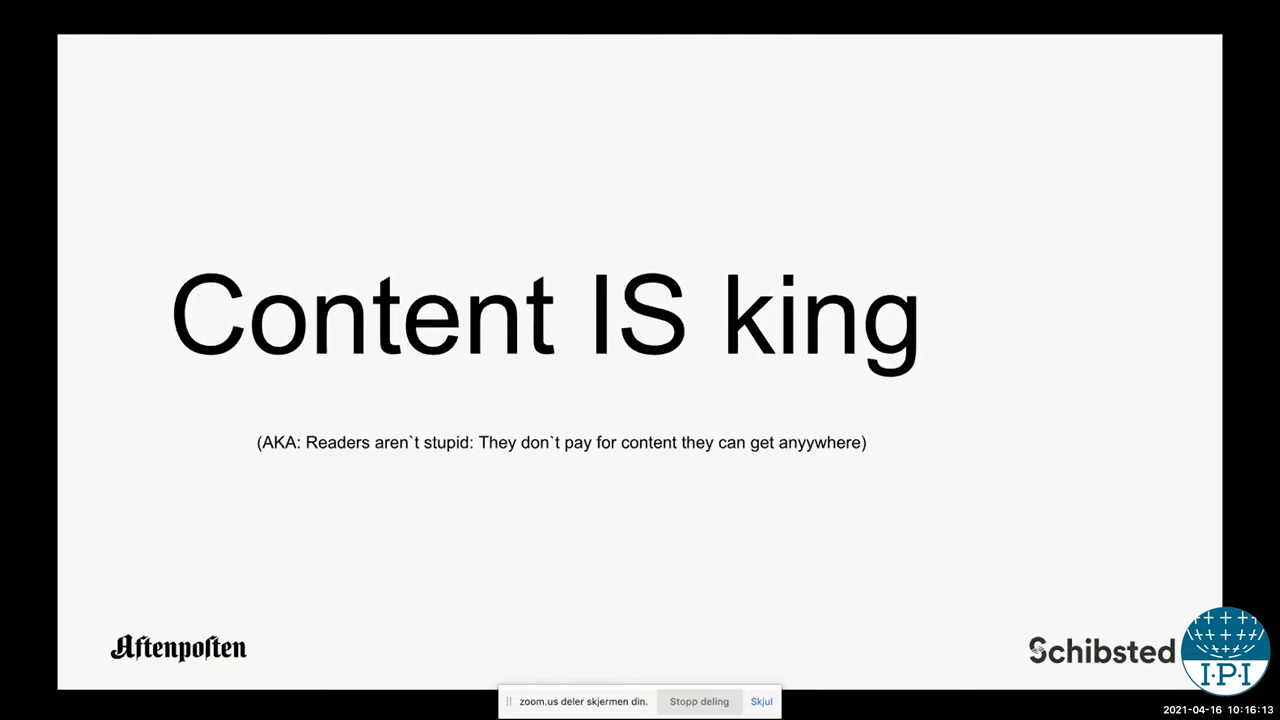 Content IS king
(AKA: Readers aren`t stupid: They don`t pay for content they can get anyywhere)
Aftenposten
Schibsted
I·P·I
zoom.us deler skjermen din. Stopp deling Skjul
2021-04-16 10:16:13